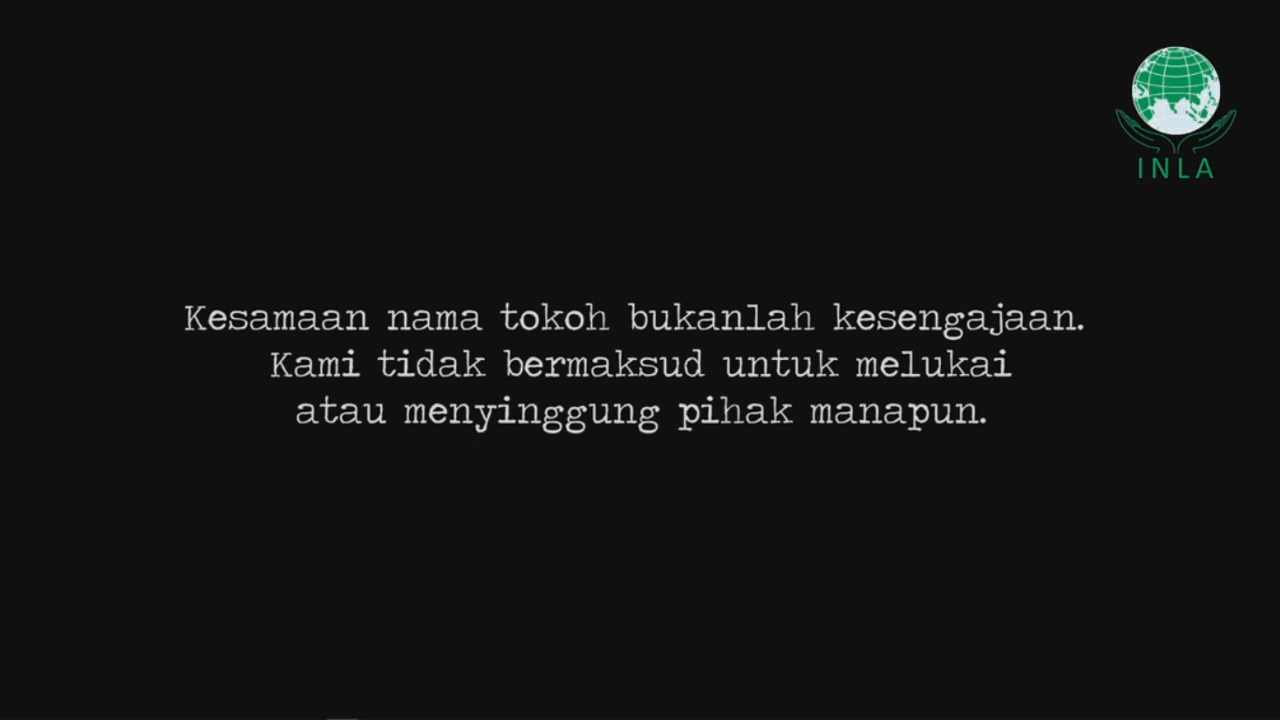 INLA
Kesamaan nama tokoh bukanlah kesengajaan.
Kami tidak bermaksud untuk melukai
atau menyinggung pihak manapun.